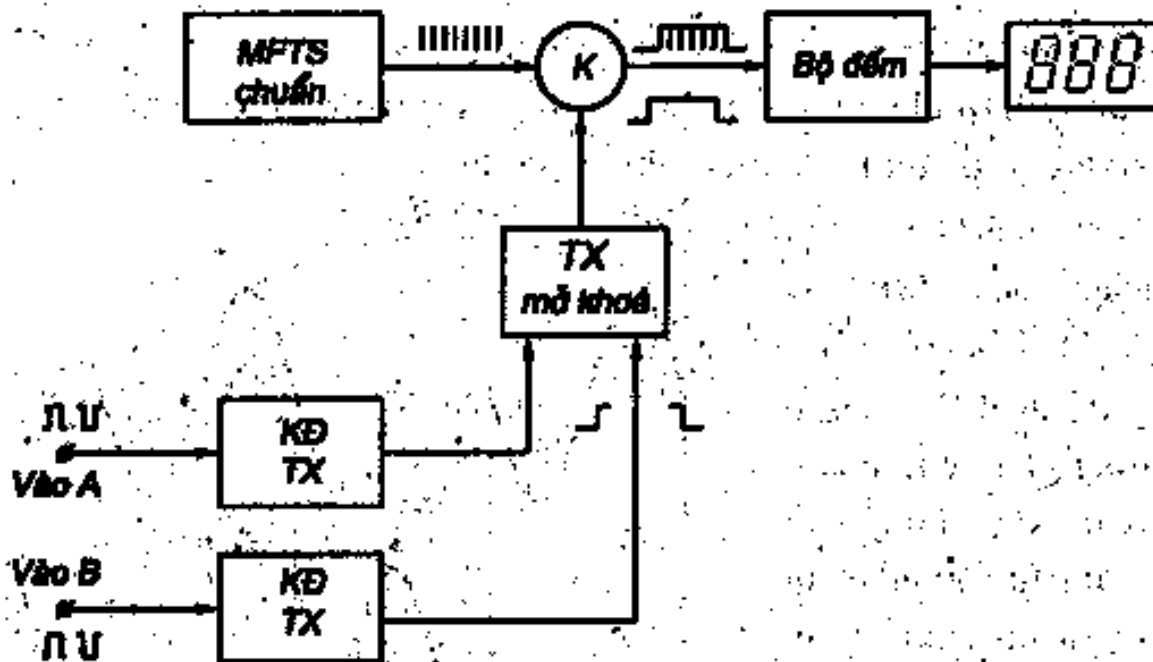 MFTS
chuẩn
K
Bộ đếm
888
TX
mở khoá
KĐ
TX
Vào A
Vào B
KĐ
TX